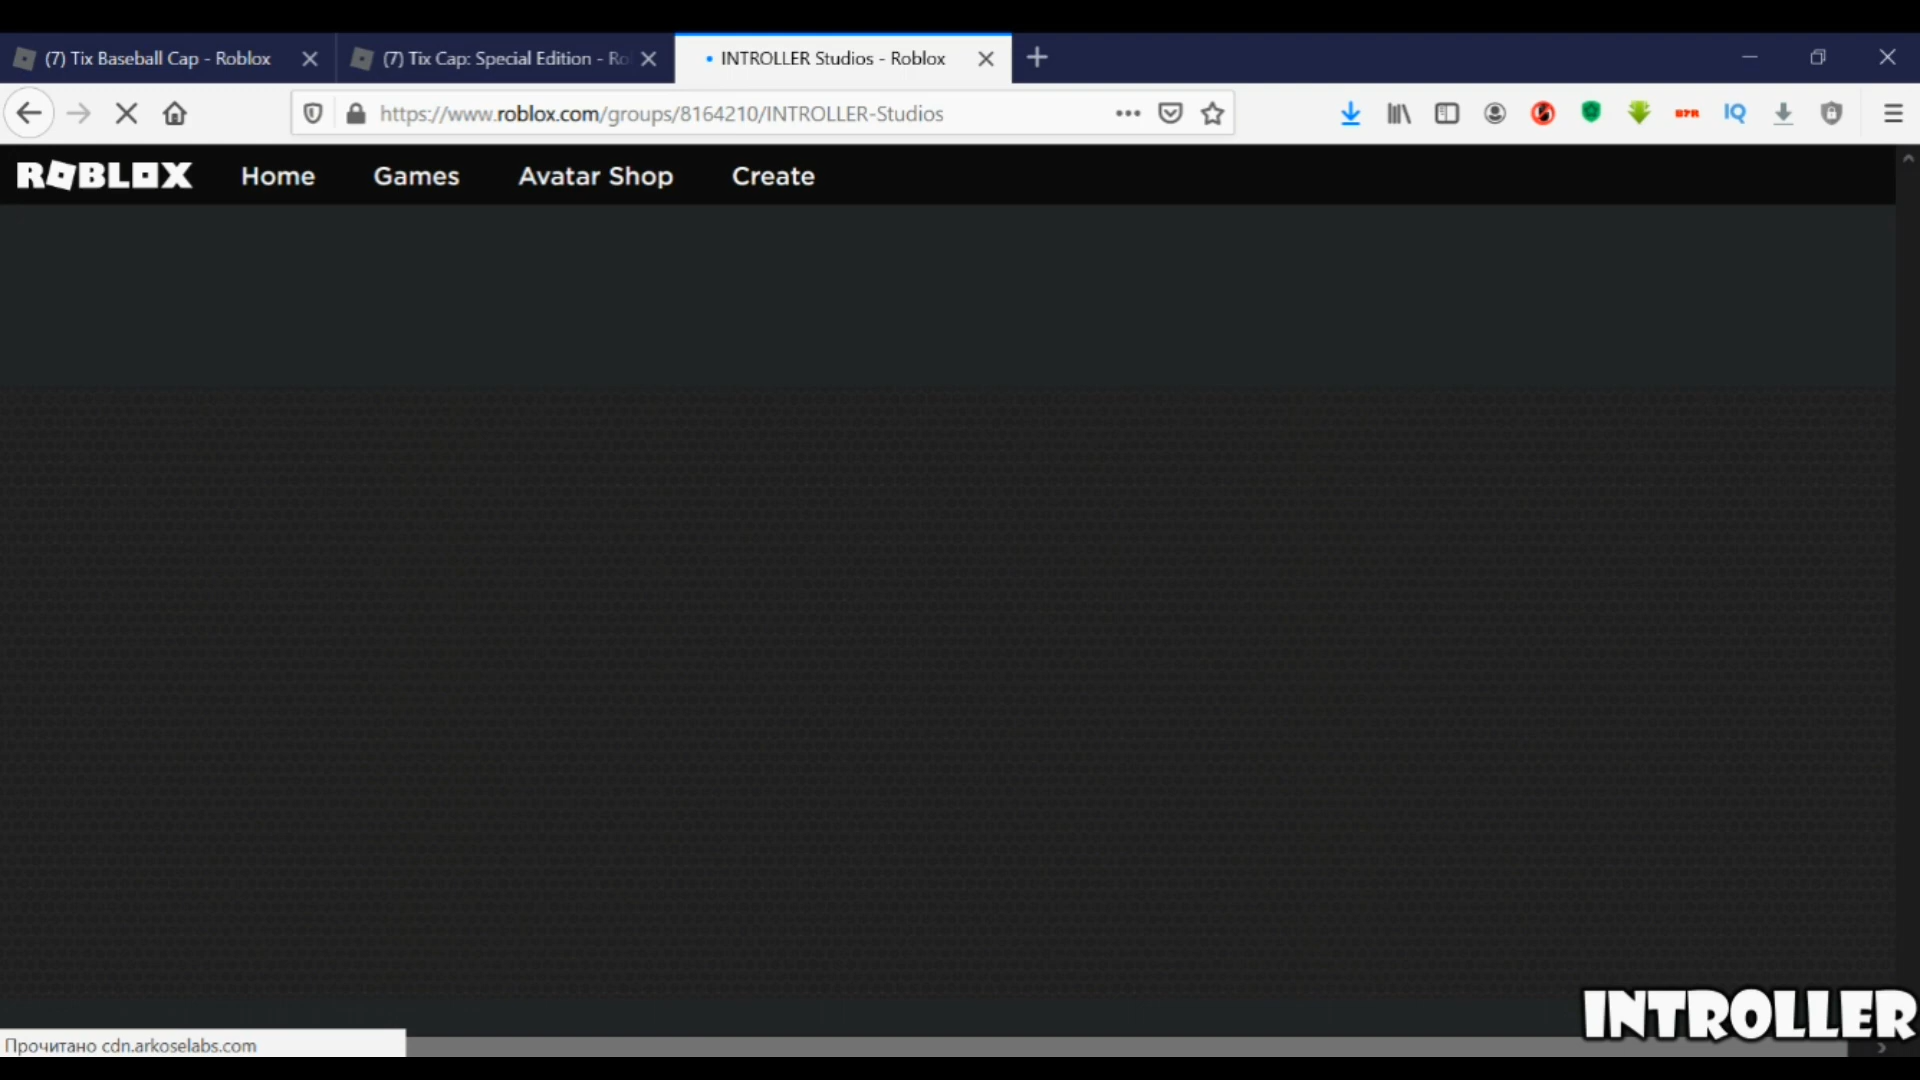 (7) Tix Baseball Cap - Roblox
(7) Tix Cap: Special Edition - Ro
INTROLLER Studios - Roblox
https://www.roblox.com/groups/8164210/INTROLLER-Studios
IQ
ROBLOX Home Games Avatar Shop Create
INTROLLER
Прочитано cdn.arkoselabs.com